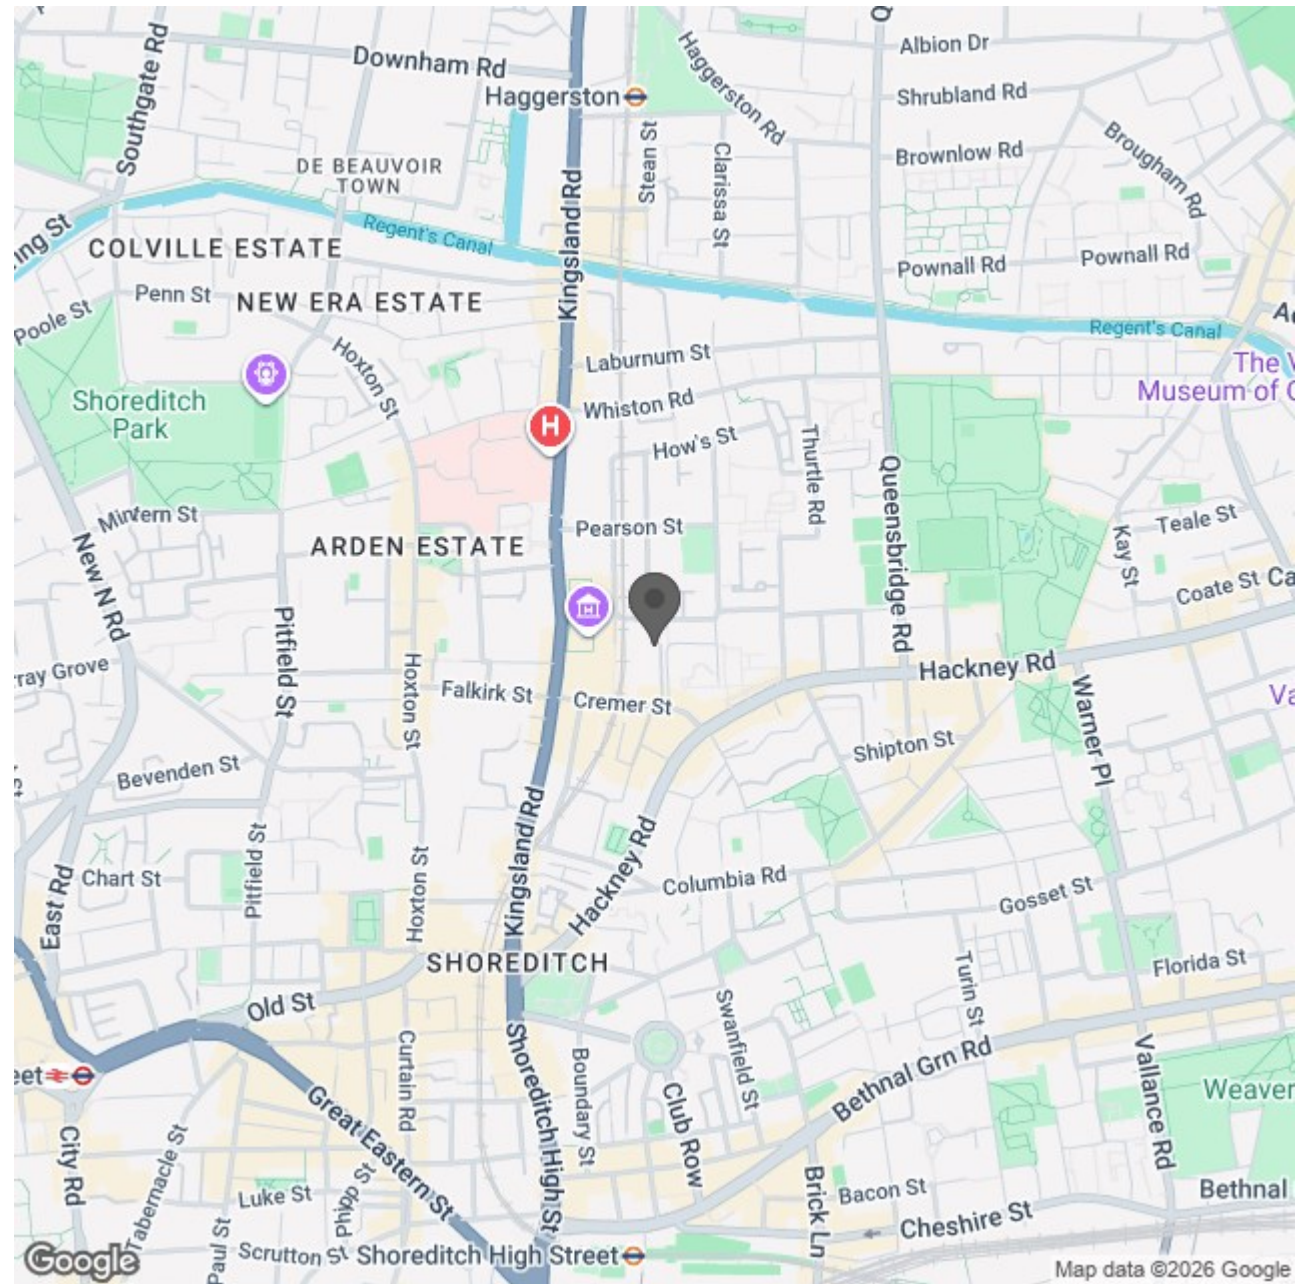 Albion Dr
Downham Rd
Southgate Rd
Haggerston
Haggerston Rd
Shrubland Rd
Stean St
Clarissa St
Brownlow Rd
Brougham Rd
DE BEAUVOIR
TOWN
Kingsland Rd
Regent's Canal
COLVILLE ESTATE
Pownall Rd
Pownall Rd
Penn St
NEW ERA ESTATE
Poole St
Regent's Canal
Hoxton St
Laburnum St
The V
Museum of C
Shoreditch
Park
Whiston Rd
How's St
Thurtle Rd
Queensbridge Rd
Mintern St
Pearson St
Teale St
Kay St
ARDEN ESTATE
New N Rd
Coate St
Pitfield St
Hackney Rd
Falkirk St
Cremer St
Hoxton St
Warner Pl
Shipton St
Bevenden St
Kingsland Rd
Hackney Rd
Pitfield St
Hoxton St
Chart St
Columbia Rd
Gosset St
East Rd
SHOREDITCH
Turin St
Florida St
Old St
Swanfield St
Curtain Rd
Shoreditch High St
Boundary St
Club Row
Bethnal Grn Rd
Vallance Rd
Weaver
Great Eastern St
City Rd
Tabernacle St
Luke St
Phipp St
Paul St
Brick Ln
Bacon St
Bethnal
Cheshire St
Scrutton St
Shoreditch High Street
Google
Map data ©2026 Google